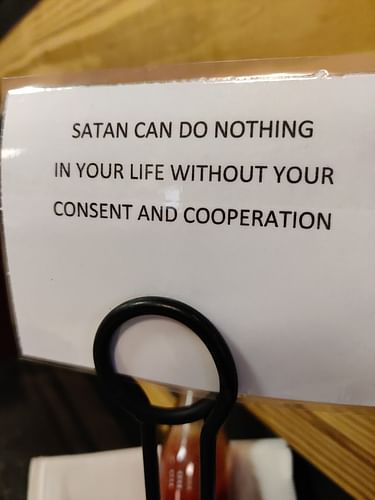 SATAN CAN DO NOTHING
IN YOUR LIFE WITHOUT YOUR
CONSENT AND COOPERATION